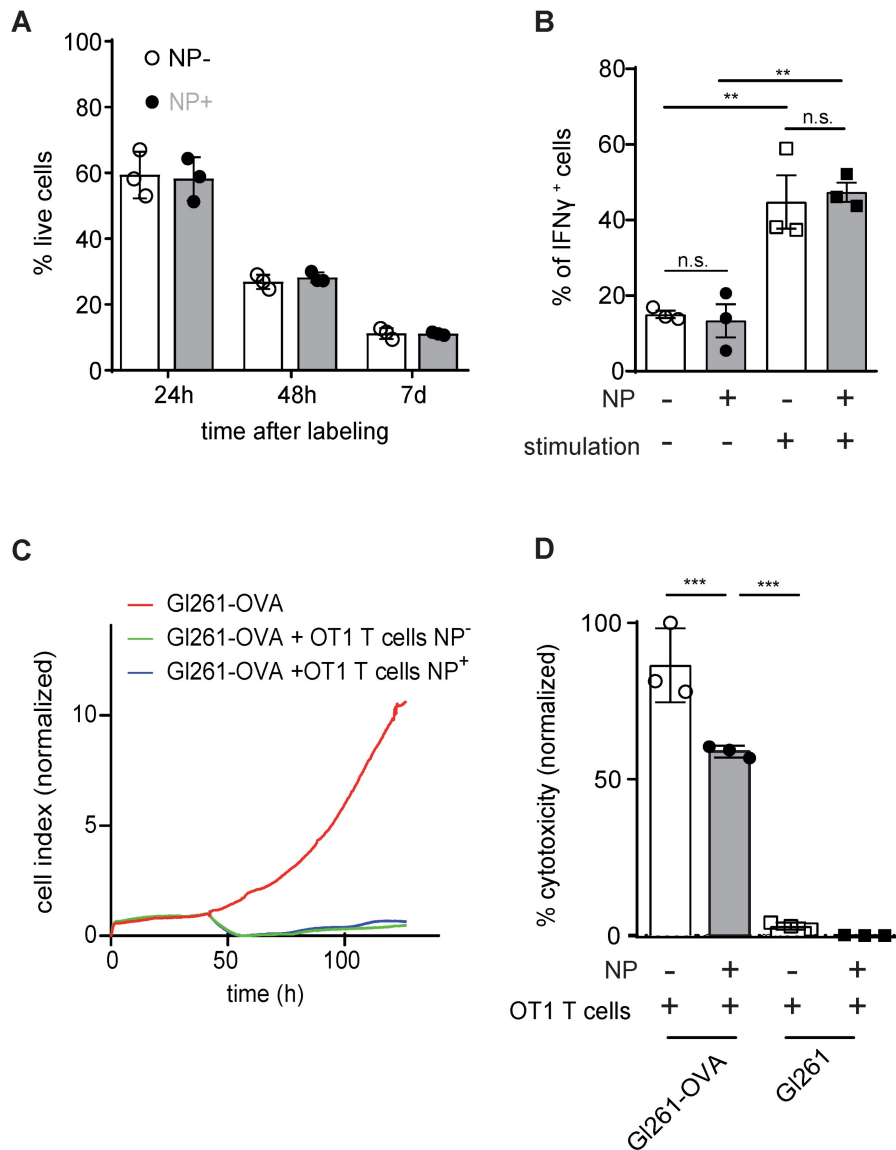 A
100
80
60
40
20
0
% live cells
NP-
NP+
24h
48h
7d
time after labeling
B
80
60
40
20
0
% of IFNγ + cells
**
**
n.s.
n.s.
NP - + - +
stimulation - - + +
C
Gl261-OVA
Gl261-OVA + OT1 T cells NP-
Gl261-OVA +OT1 T cells NP+
10
5
0
cell index (normalized)
0
50
100
time (h)
D
***
***
100
50
0
% cytotoxicity (normalized)
NP - + - +
OT1 T cells + + + +
Gl261-OVA
Gl261